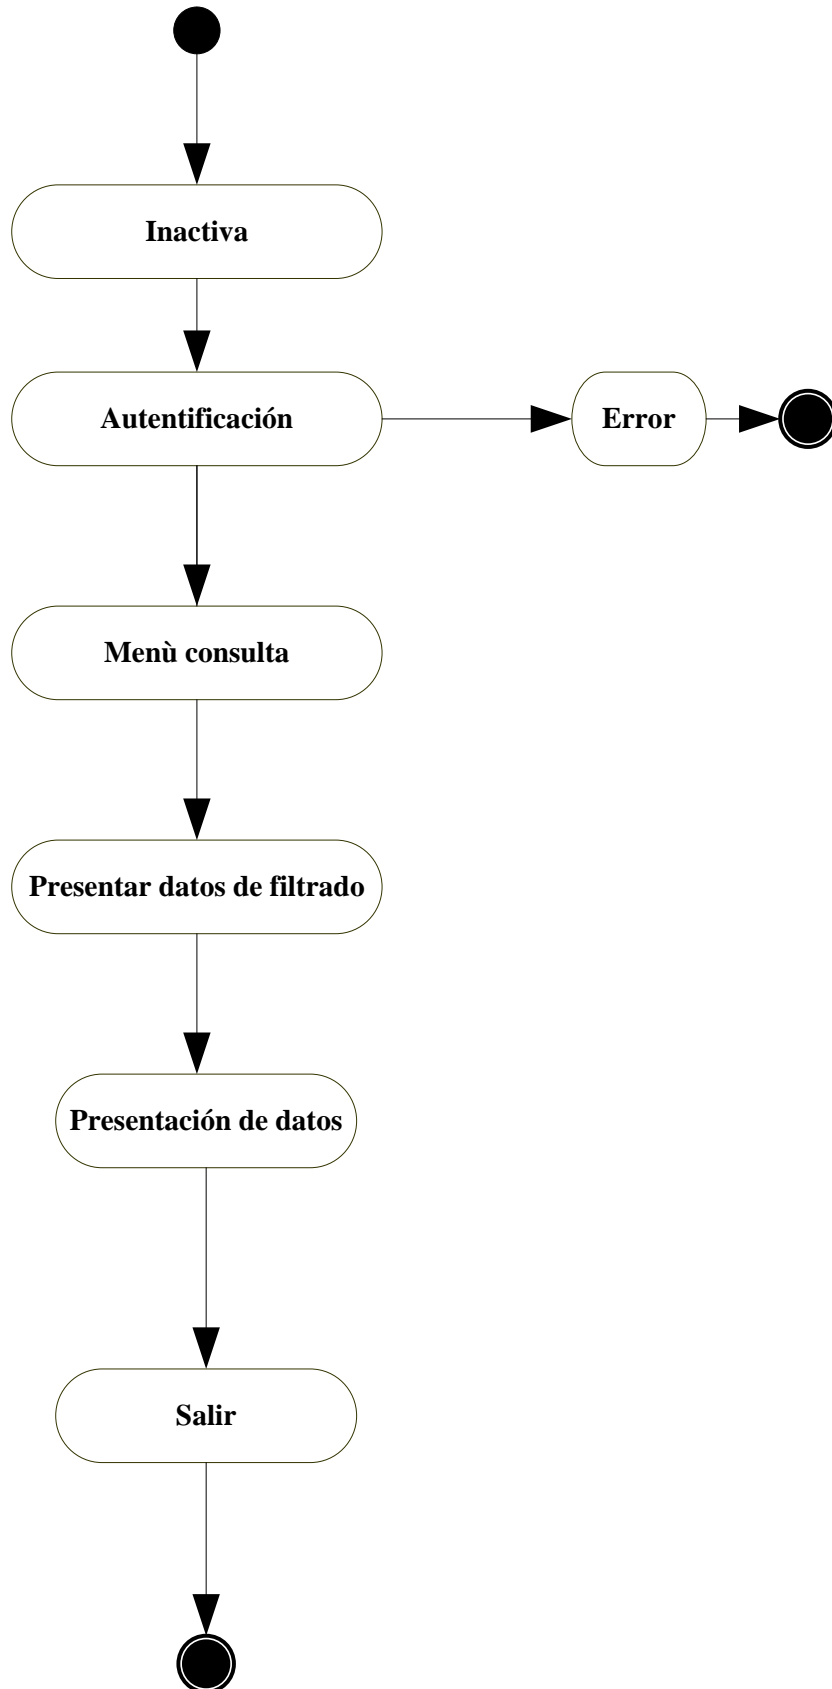 Inactiva
Autentificación
Error
Menù consulta
Presentar datos de filtrado
Presentación de datos
Salir